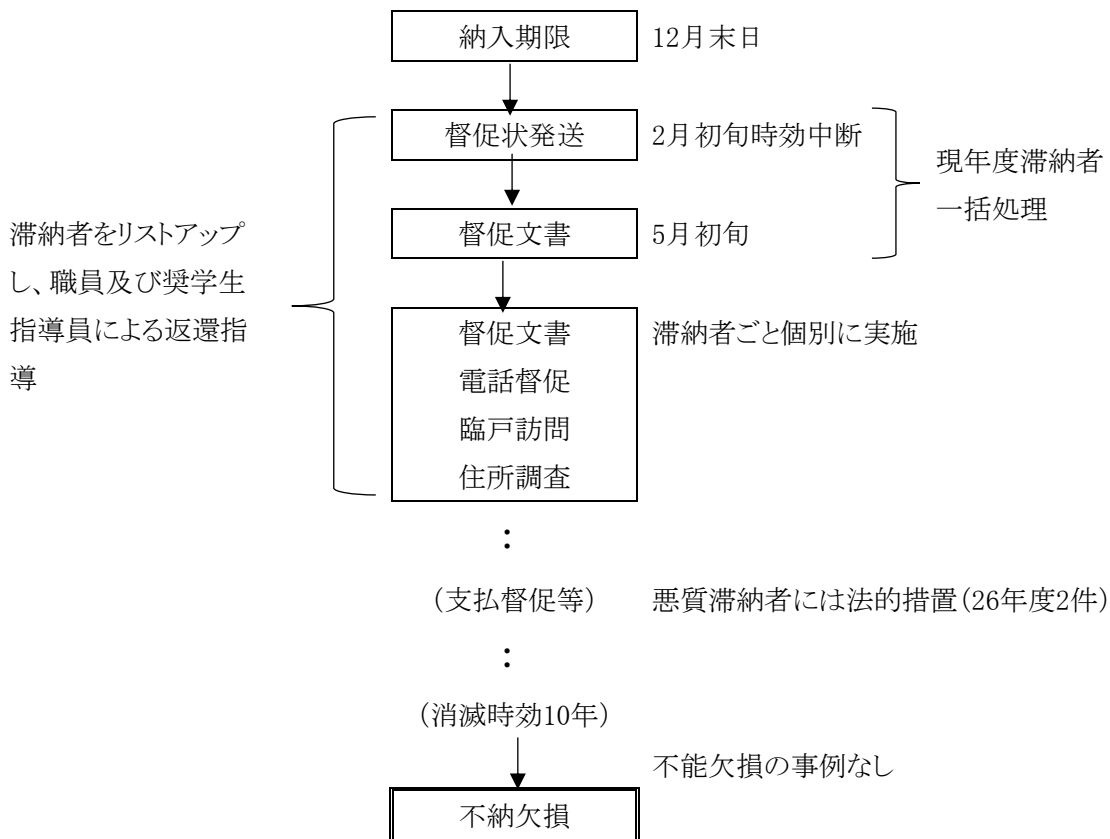 納入期限
12月末日
督促状発送
2月初旬時効中断
督促文書
5月初旬
現年度滞納者
一括処理
滞納者をリストアップ
し、職員及び奨学生
指導員による返還指
導
督促文書
滞納者ごと個別に実施
電話督促
臨戸訪問
住所調査
：
(支払督促等)
悪質滞納者には法的措置(26年度2件)
：
(消滅時効10年)
不能欠損の事例なし
不納欠損